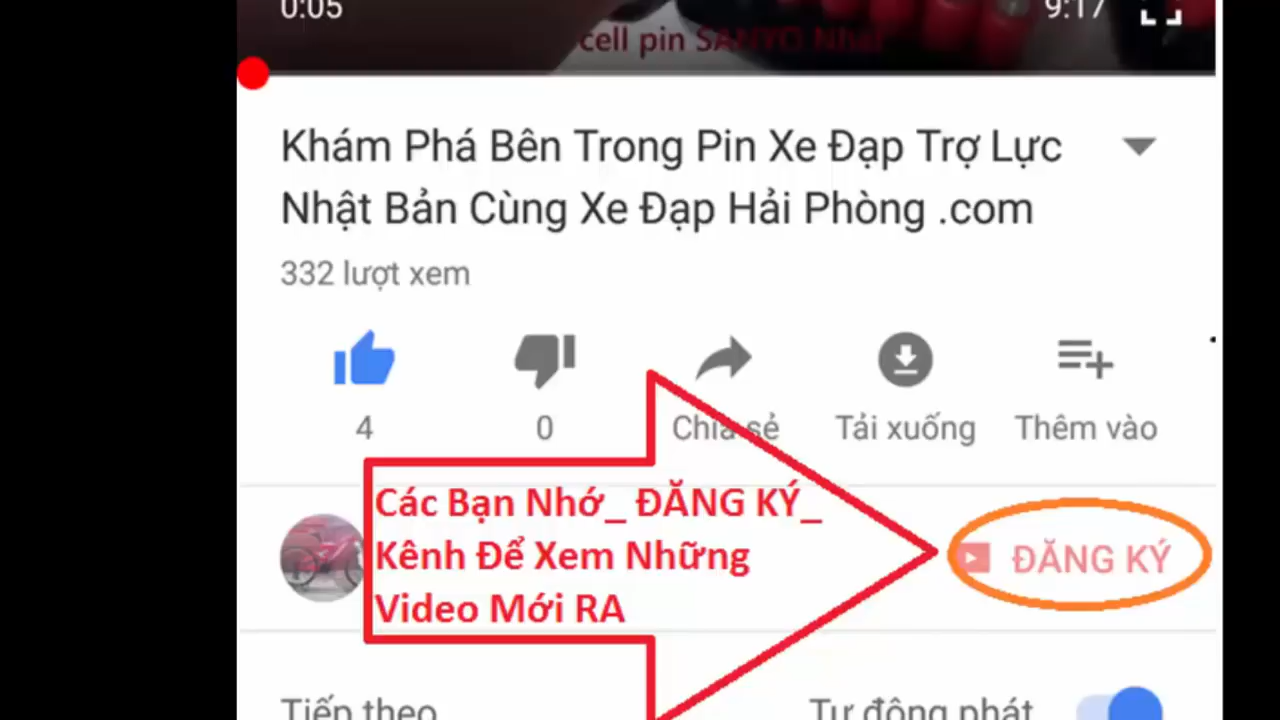 0:05
9:17
cell pin SANYO Nhật
Khám Phá Bên Trong Pin Xe Đạp Trợ Lực
Nhật Bản Cùng Xe Đạp Hải Phòng .com
332 lượt xem
4
0
Chia sẻ
Tải xuống
Thêm vào
Các Bạn Nhớ_ ĐĂNG KÝ_
Kênh Để Xem Những
Video Mới RA
ĐĂNG KÝ
Tiếp theo
Tự động phát